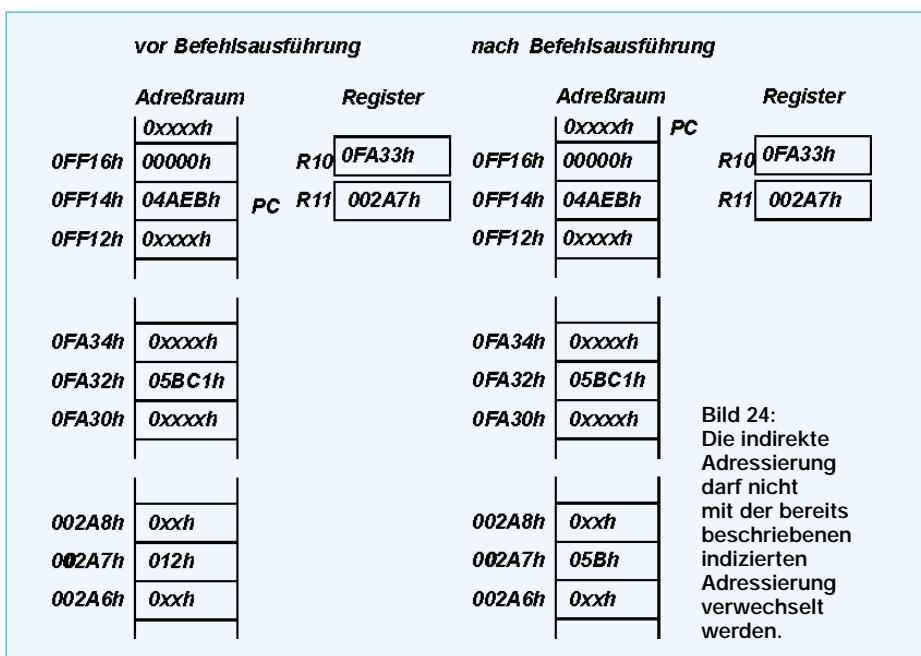 vor Befehlsausführung nach Befehlsausführung
Adreßraum Register Adreßraum Register
0xxxxh 0xxxxh PC
0FF16h 00000h R10 0FA33h 0FF16h 00000h R10 0FA33h
0FF14h 04AEBh PC R11 002A7h 0FF14h 04AEBh R11 002A7h
0FF12h 0xxxxh 0FF12h 0xxxxh
0FA34h 0xxxxh 0FA34h 0xxxxh
0FA32h 05BC1h 0FA32h 05BC1h
0FA30h 0xxxxh 0FA30h 0xxxxh
002A8h 0xxh 002A8h 0xxh
002A7h 012h 002A7h 05Bh
002A6h 0xxh 002A6h 0xxh
Bild 24:
Die indirekte
Adressierung
darf nicht
mit der bereits
beschriebenen
indizierten
Adressierung
verwechselt
werden.